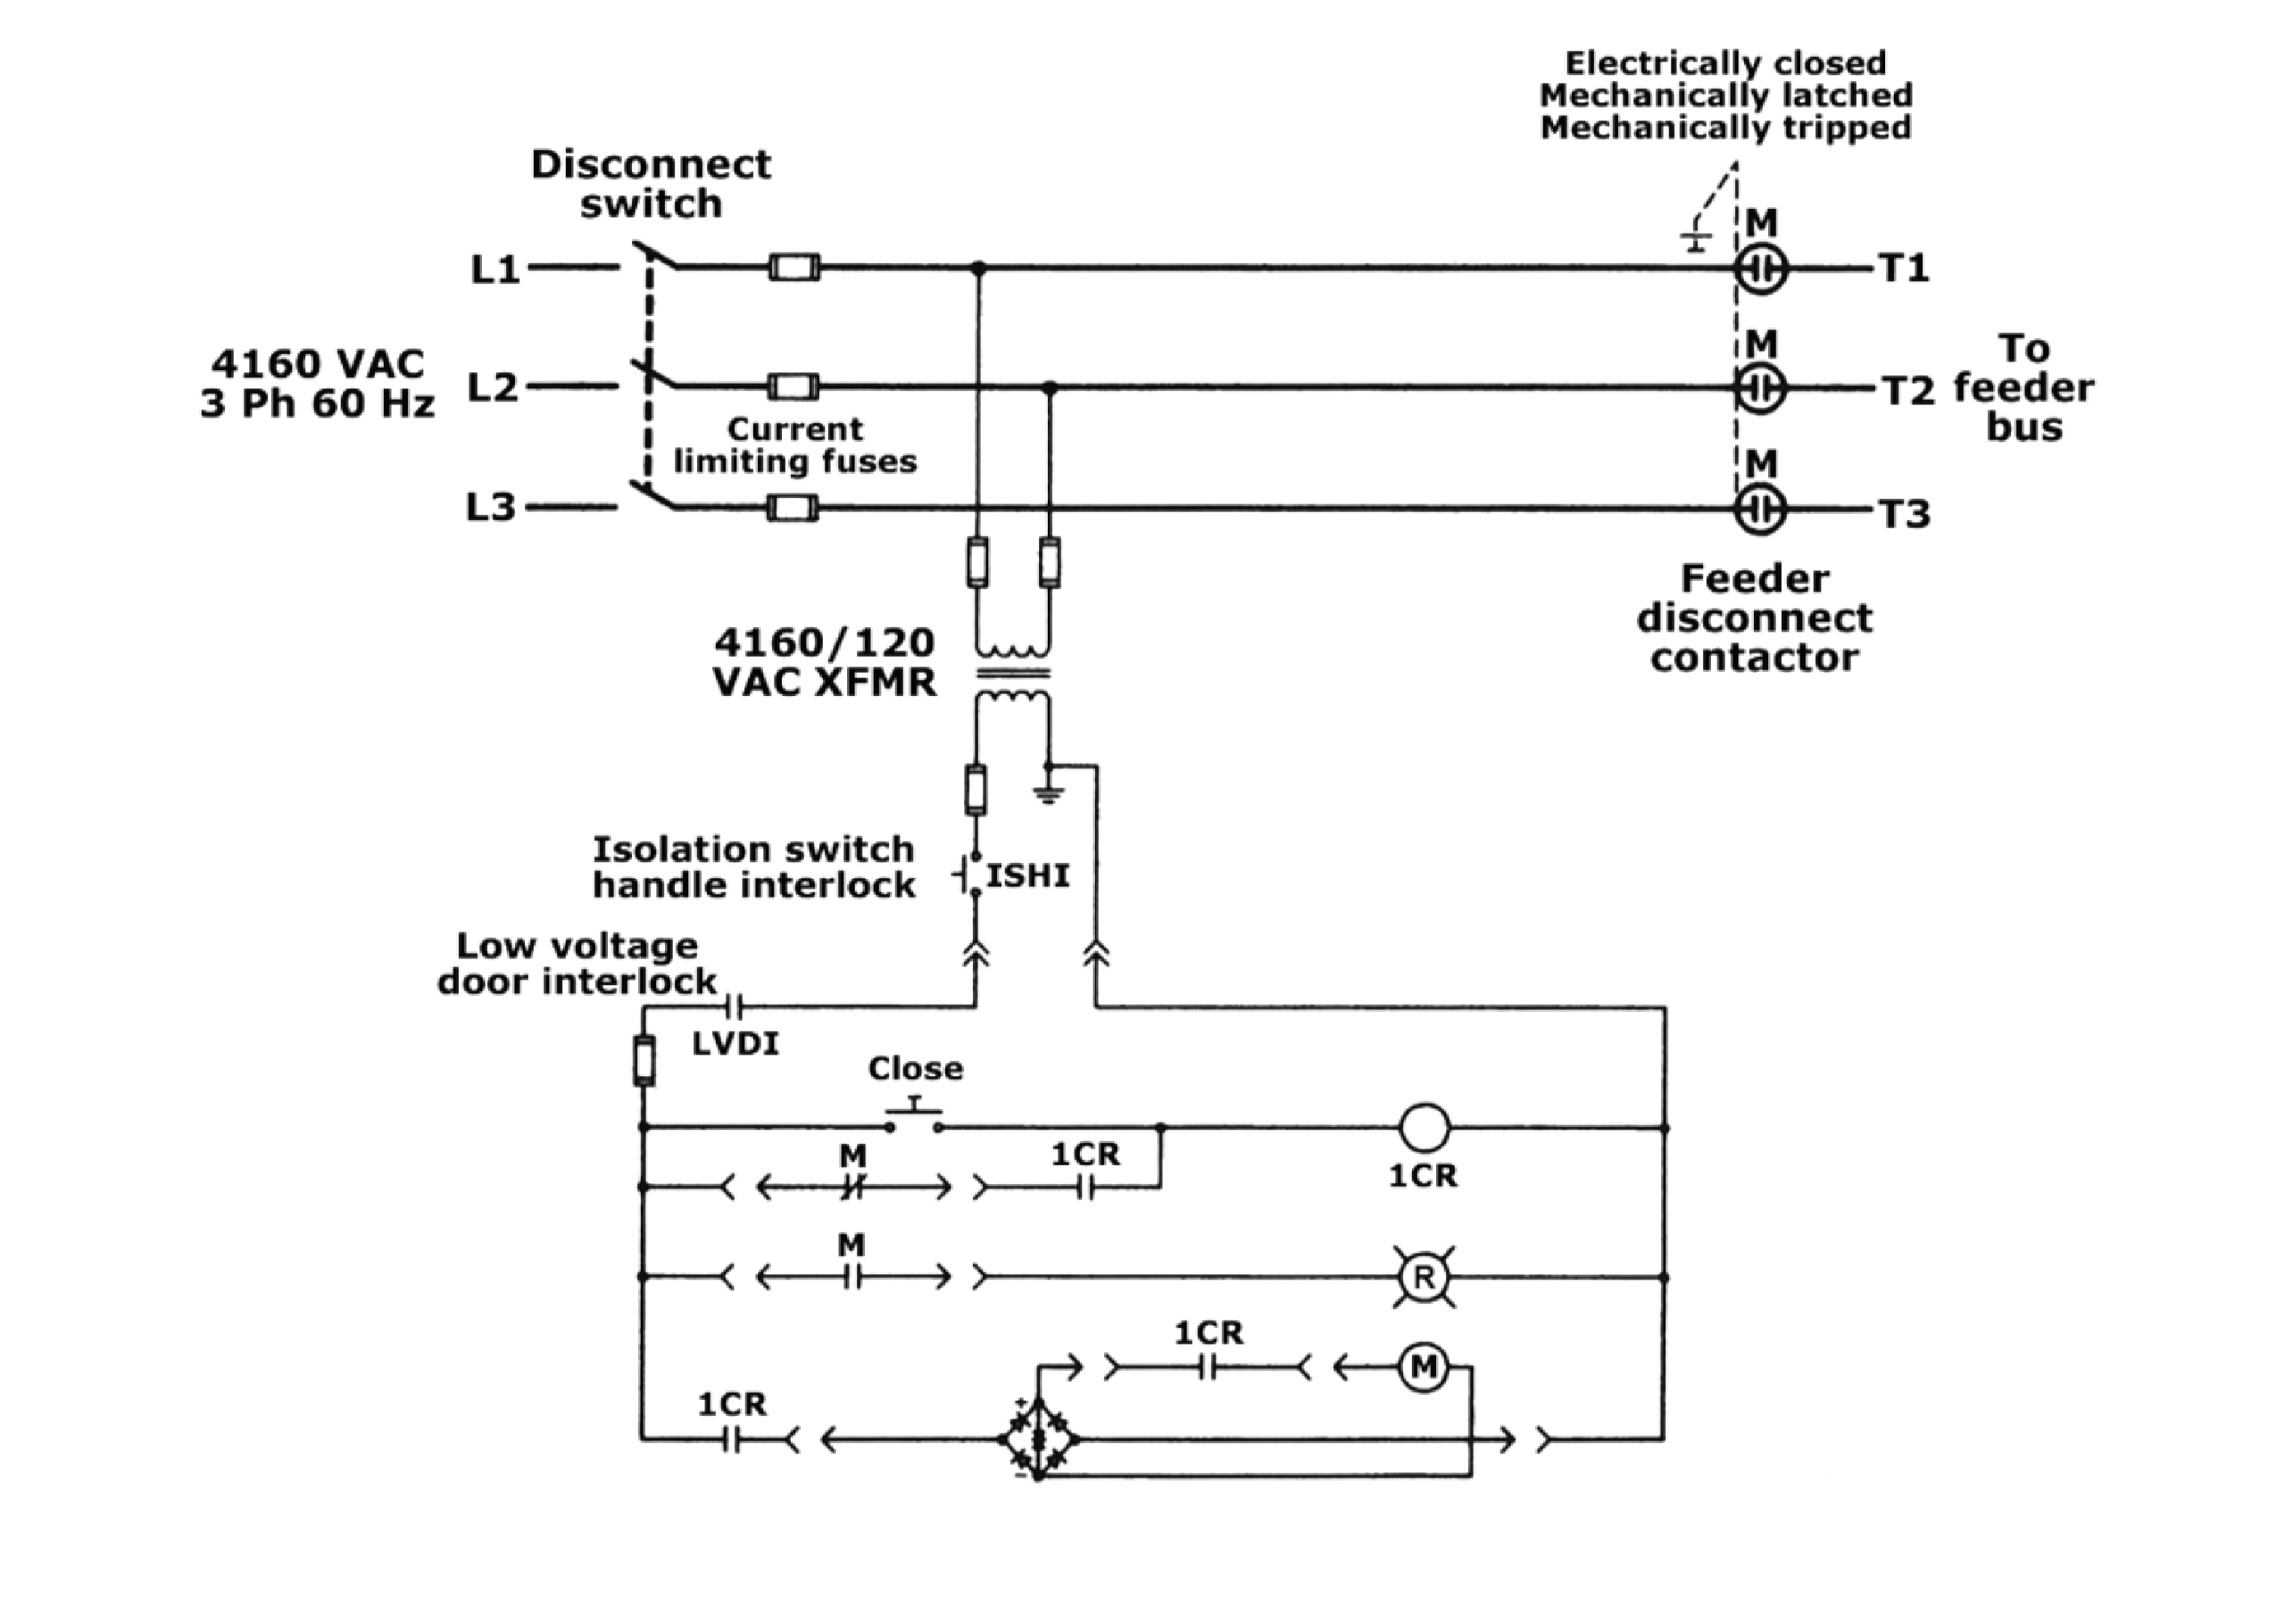 Electrically closed
Mechanically latched
Mechanically tripped
Disconnect
switch
M
L1
T1
4160 VAC
3 Ph 60 Hz
L2
M
T2
To
feeder
bus
Current
limiting fuses
M
L3
T3
Feeder
disconnect
contactor
4160/120
VAC XFMR
Isolation switch
handle interlock
ISHI
Low voltage
door interlock
LVDI
Close
M
1CR
1CR
M
R
1CR
M
1CR
+
-